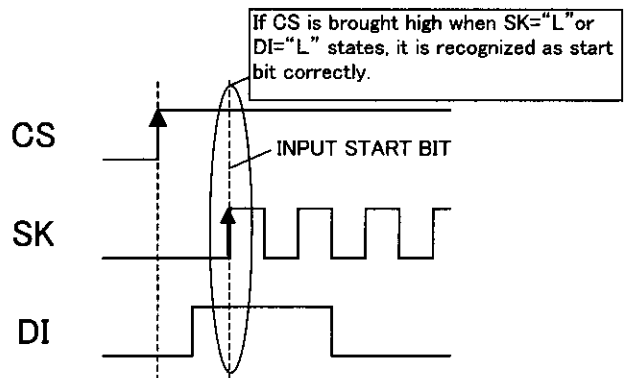 If CS is brought high when SK="L"or
DI="L" states, it is recognized as start
bit correctly.
CS
INPUT START BIT
SK
DI